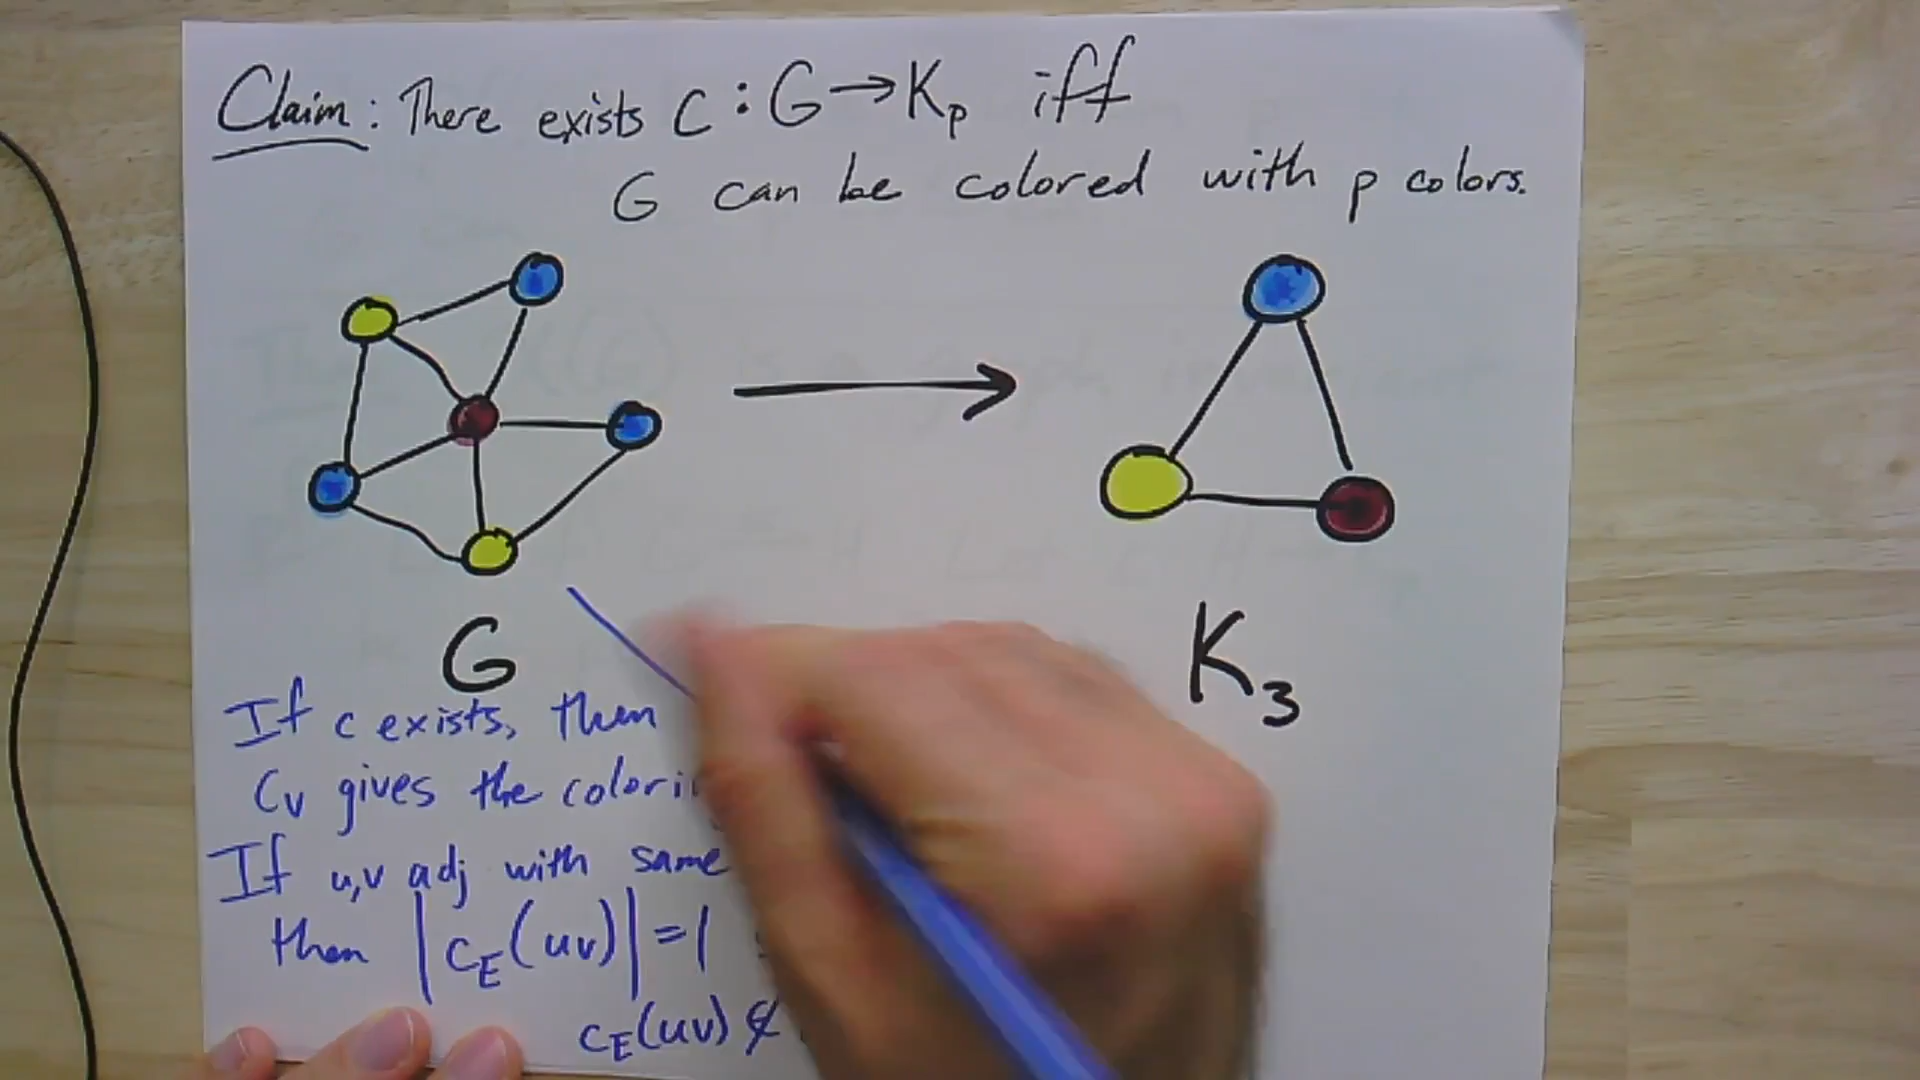 Claim: There exists C : G → Kp iff
G can be colored with p colors.
G
K3
If c exists, then
Cv gives the
If u,v adj with same
then |cE(uv)| = 1
cE(uv) ∉